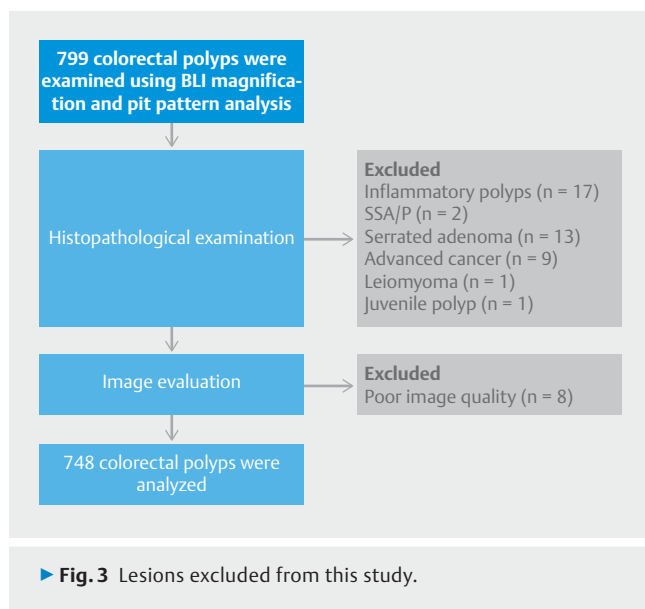 799 colorectal polyps were
examined using BLI magnifica-
tion and pit pattern analysis
Histopathological examination
Excluded
Inflammatory polyps (n = 17)
SSA/P (n = 2)
Serrated adenoma (n = 13)
Advanced cancer (n = 9)
Leiomyoma (n = 1)
Juvenile polyp (n = 1)
Image evaluation
Excluded
Poor image quality (n = 8)
748 colorectal polyps were
analyzed
▶ Fig. 3 Lesions excluded from this study.